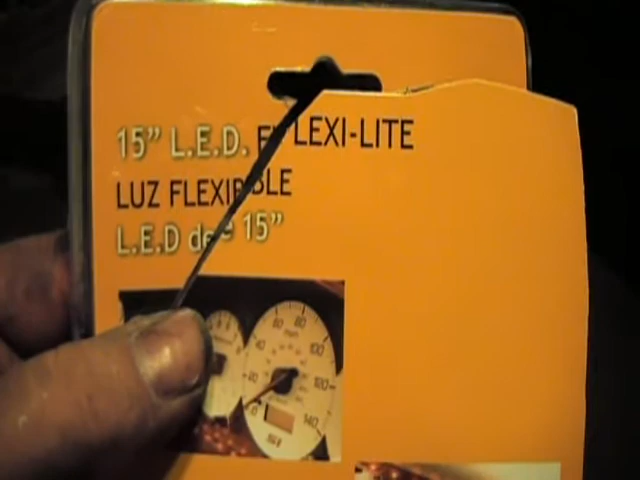 15” L.E.D. FLEXI-LITE
LUZ FLEXIBLE
L.E.D de 15”